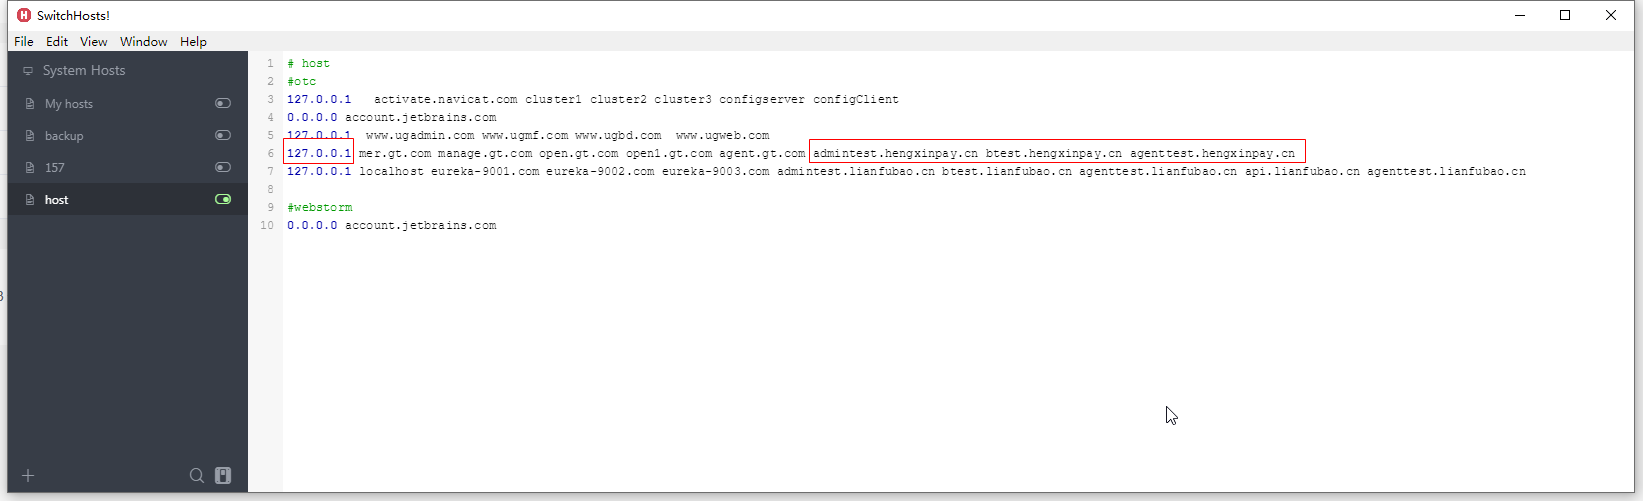 SwitchHosts!
File Edit View Window Help
System Hosts
My hosts
backup
157
host
1 # host
2 #otc
3 127.0.0.1 activate.navicat.com cluster1 cluster2 cluster3 configserver configClient
4 0.0.0.0 account.jetbrains.com
5 127.0.0.1 www.ugadmin.com www.ugmf.com www.ugbd.com www.ugweb.com
6 127.0.0.1 mer.gt.com manage.gt.com open.gt.com open1.gt.com agent.gt.com admintest.hengxinpay.cn btest.hengxinpay.cn agenttest.hengxinpay.cn
7 127.0.0.1 localhost eureka-9001.com eureka-9002.com eureka-9003.com admintest.lianfubao.cn btest.lianfubao.cn agenttest.lianfubao.cn api.lianfubao.cn agenttest.lianfubao.cn
8
9 #webstorm
10 0.0.0.0 account.jetbrains.com